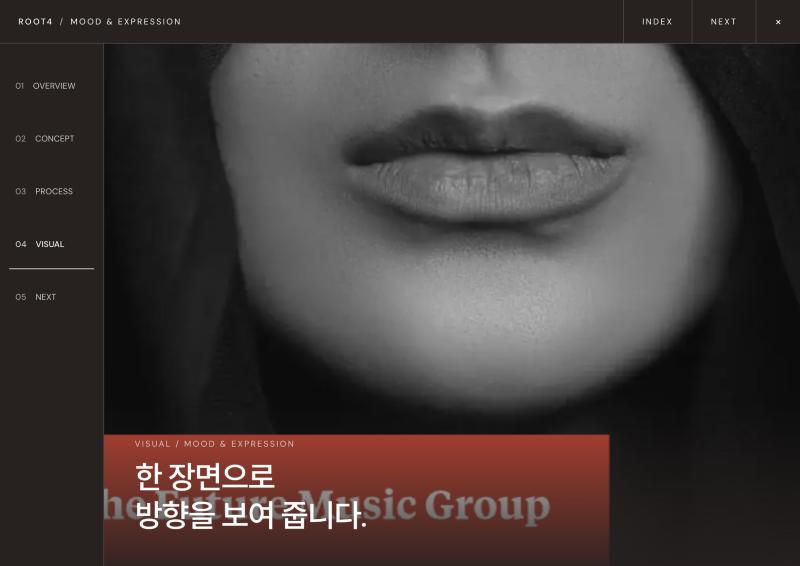 ROOT4 / MOOD & EXPRESSION
INDEX
NEXT
×
01 OVERVIEW
02 CONCEPT
03 PROCESS
04 VISUAL
05 NEXT
VISUAL / MOOD & EXPRESSION
한 장면으로
방향을 보여 줍니다.
he Future Music Group